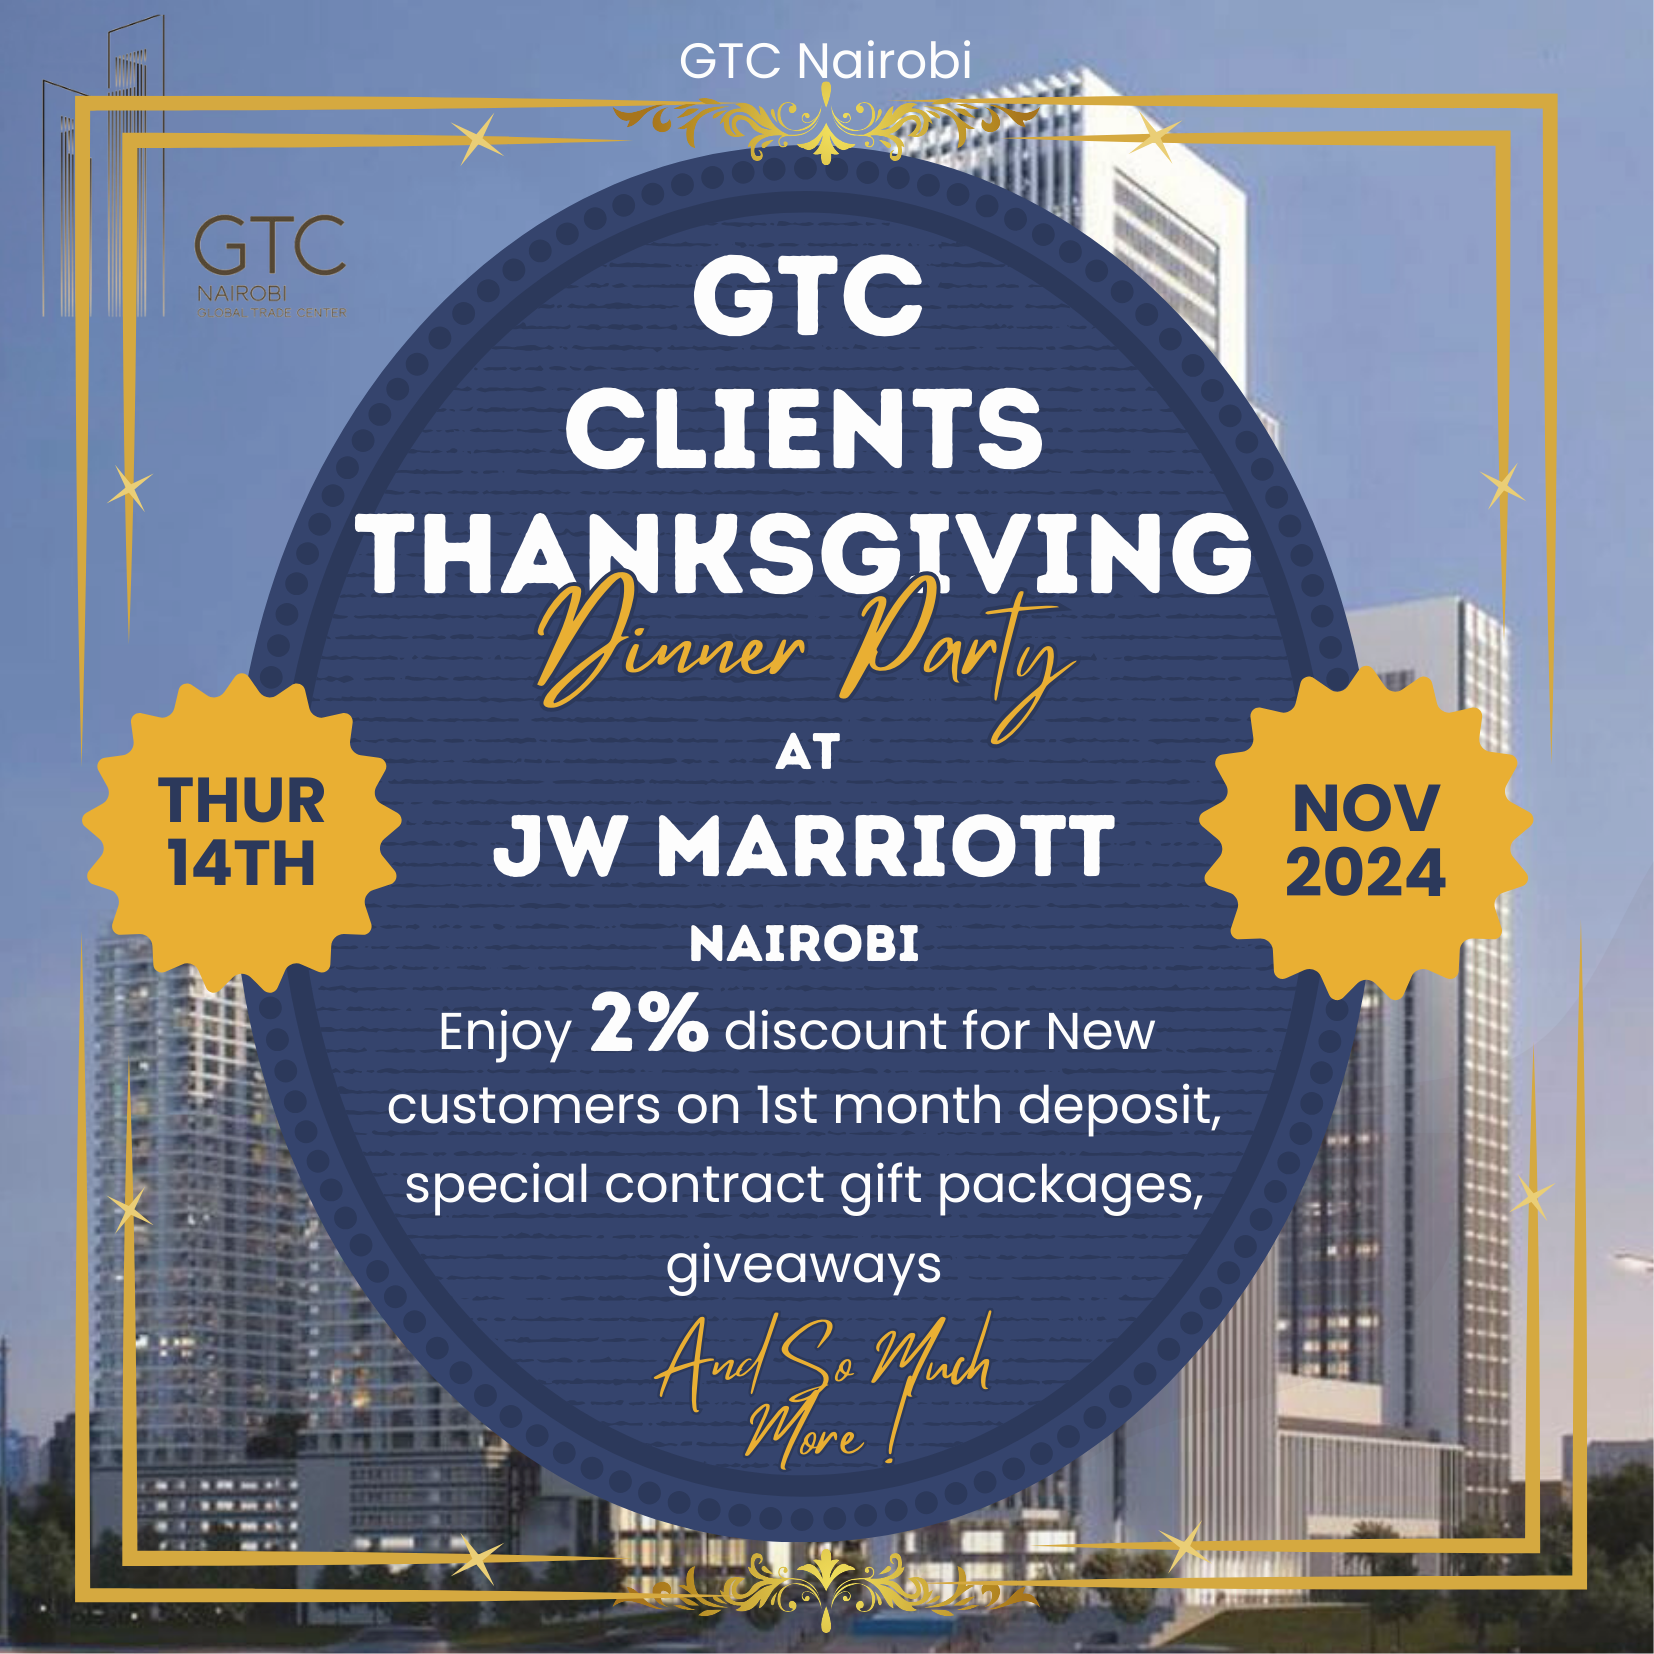 GTC Nairobi
GTC
NAIROBI
GLOBAL TRADE CENTER
GTC
CLIENTS
THANKSGIVING
Dinner Party
AT
JW MARRIOTT
NAIROBI
THUR
14TH
NOV
2024
Enjoy 2% discount for New
customers on 1st month deposit,
special contract gift packages,
giveaways
And So Much
More !